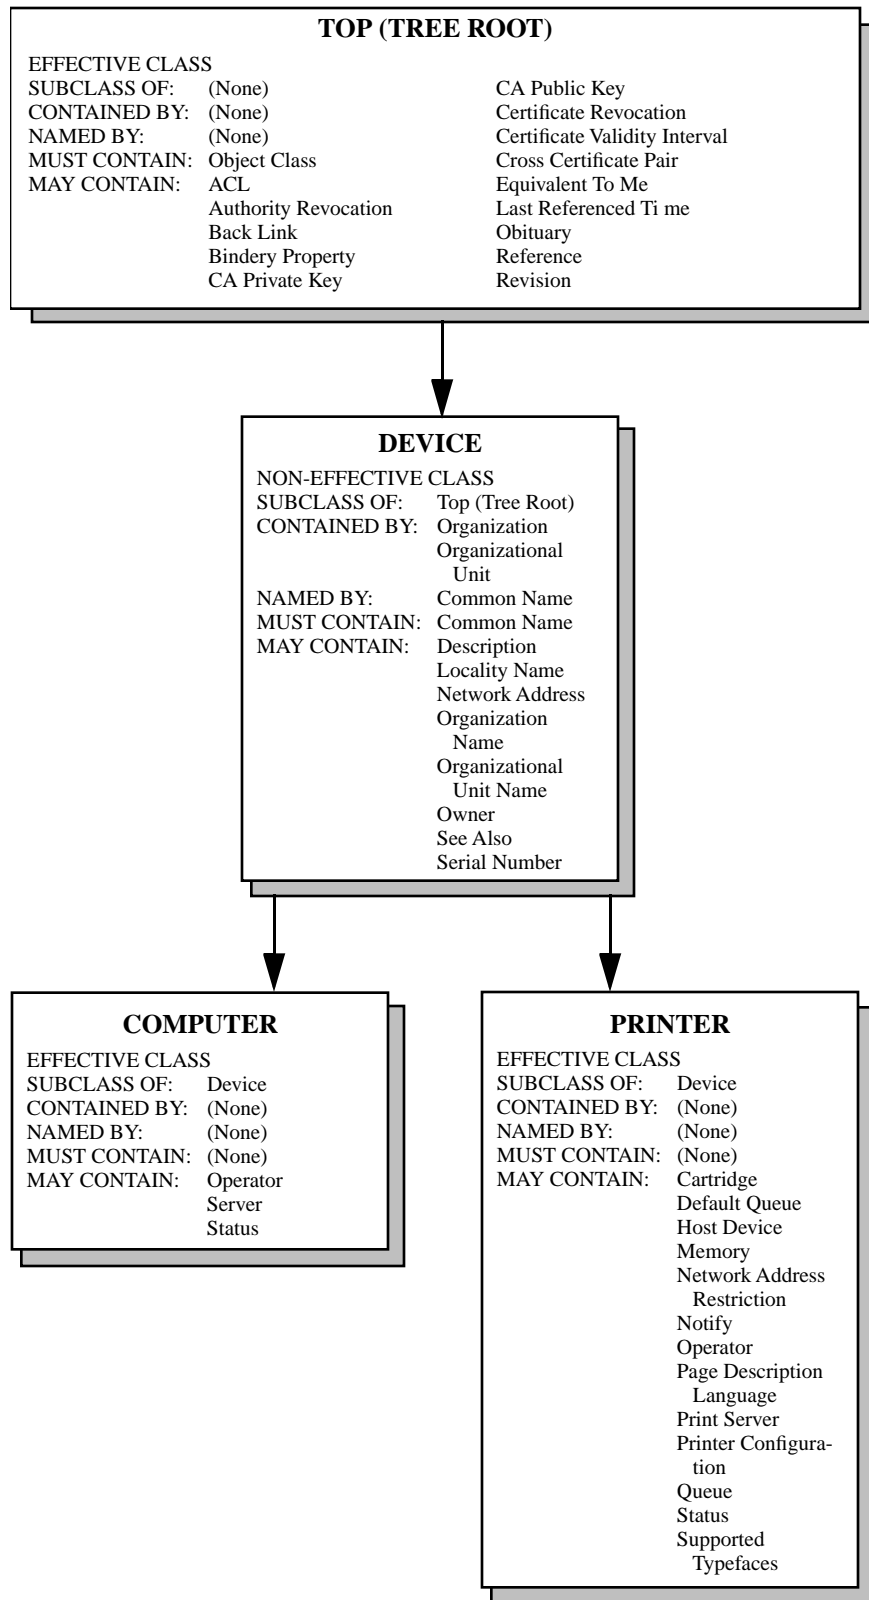 TOP (TREE ROOT)
EFFECTIVE CLASS
SUBCLASS OF: (None)
CONTAINED BY: (None)
NAMED BY: (None)
MUST CONTAIN: Object Class
MAY CONTAIN: ACL
Authority Revocation
Back Link
Bindery Property
CA Private Key
CA Public Key
Certificate Revocation
Certificate Validity Interval
Cross Certificate Pair
Equivalent To Me
Last Referenced Ti me
Obituary
Reference
Revision
DEVICE
NON-EFFECTIVE CLASS
SUBCLASS OF: Top (Tree Root)
CONTAINED BY: Organization
Organizational
Unit
NAMED BY: Common Name
MUST CONTAIN: Common Name
MAY CONTAIN: Description
Locality Name
Network Address
Organization
Name
Organizational
Unit Name
Owner
See Also
Serial Number
COMPUTER
EFFECTIVE CLASS
SUBCLASS OF: Device
CONTAINED BY: (None)
NAMED BY: (None)
MUST CONTAIN: (None)
MAY CONTAIN: Operator
Server
Status
PRINTER
EFFECTIVE CLASS
SUBCLASS OF: Device
CONTAINED BY: (None)
NAMED BY: (None)
MUST CONTAIN: (None)
MAY CONTAIN: Cartridge
Default Queue
Host Device
Memory
Network Address
Restriction
Notify
Operator
Page Description
Language
Print Server
Printer Configura-
tion
Queue
Status
Supported
Typefaces